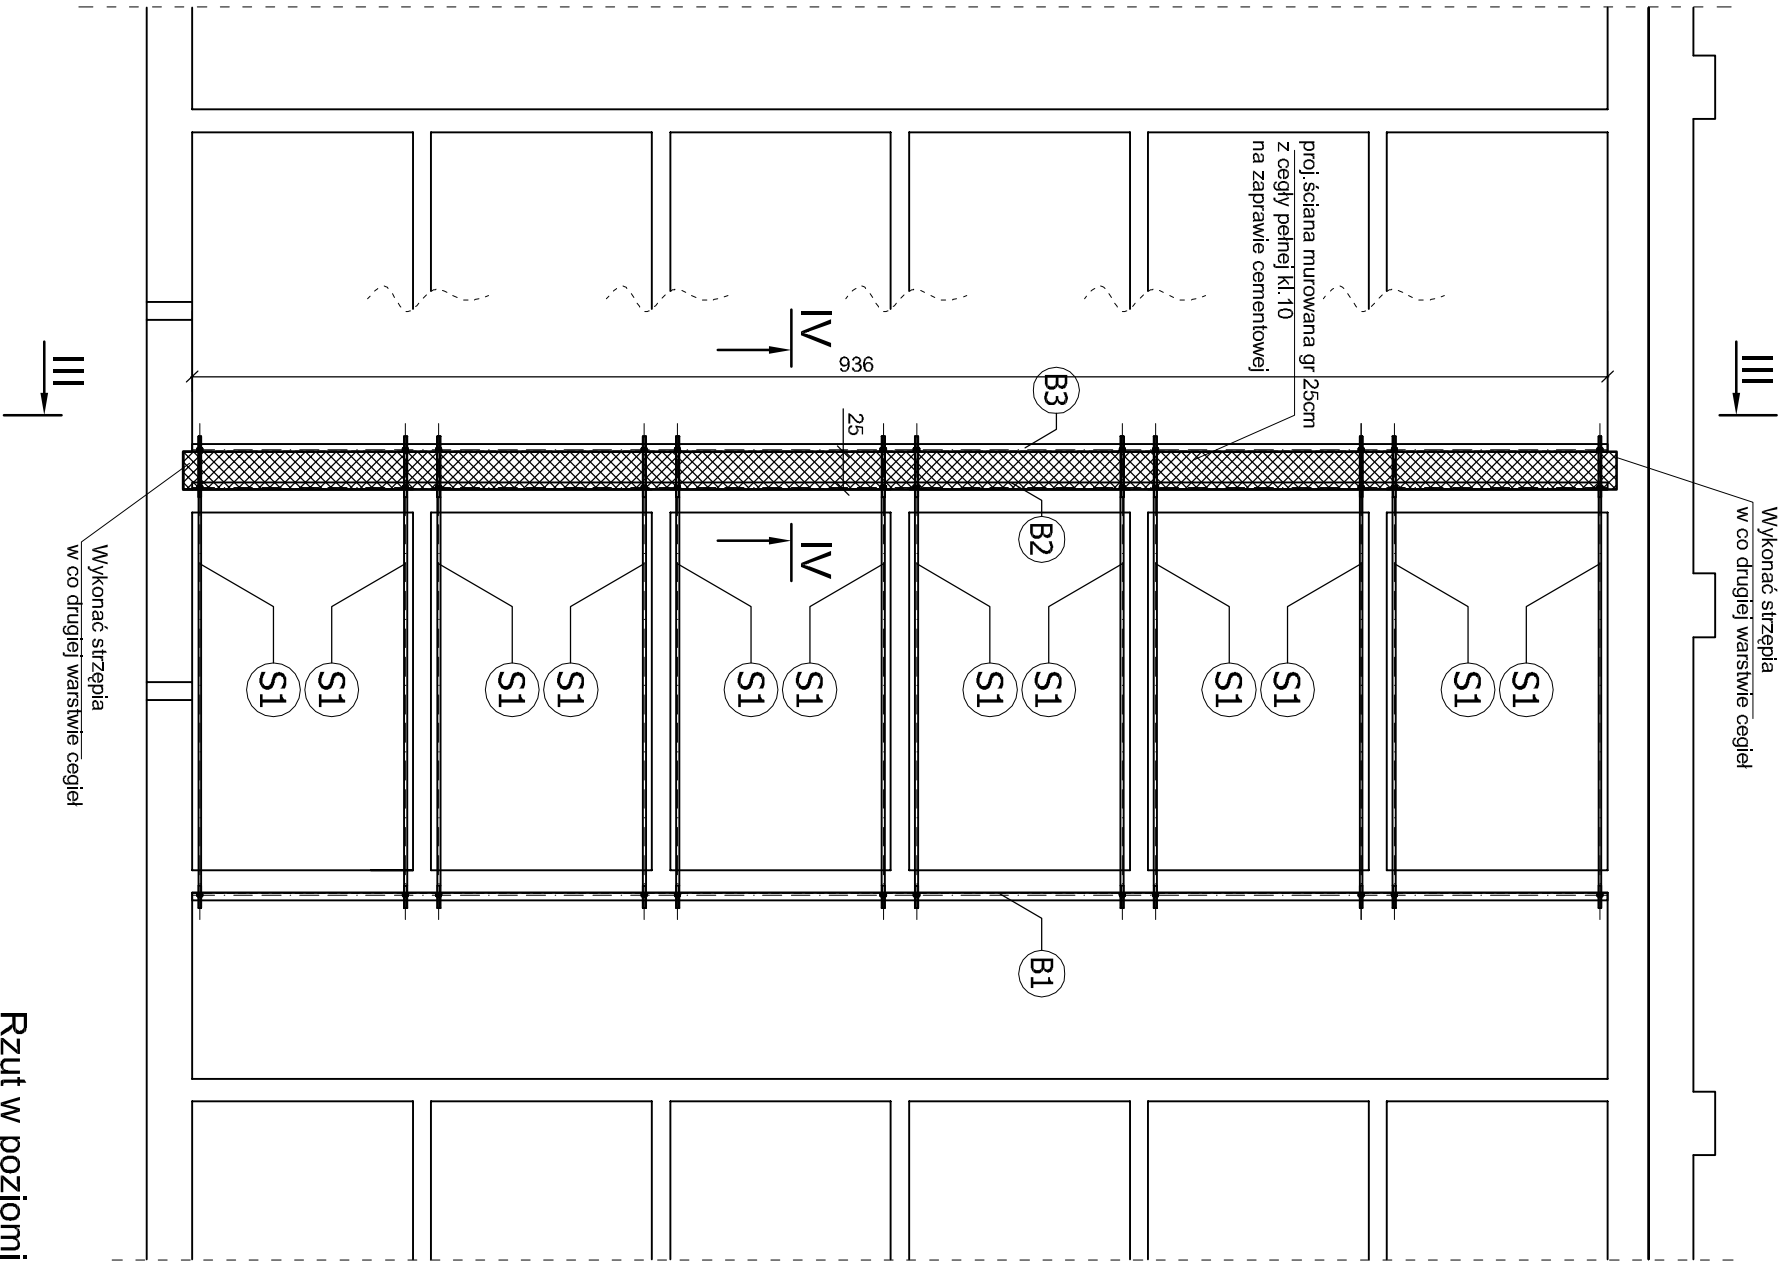 Wykonać strzępia
w co drugiej warstwie cegieł
III
proj.ściana murowana gr 25cm
z cegły pełnej kl.10
na zaprawie cementowej
B3
IV
936
25
III
B2
IV
S1
S1
S1
S1
S1
S1
S1
S1
S1
S1
S1
S1
B1
Wykonać strzępia
w co drugiej warstwie cegieł
Rzut w poziomi